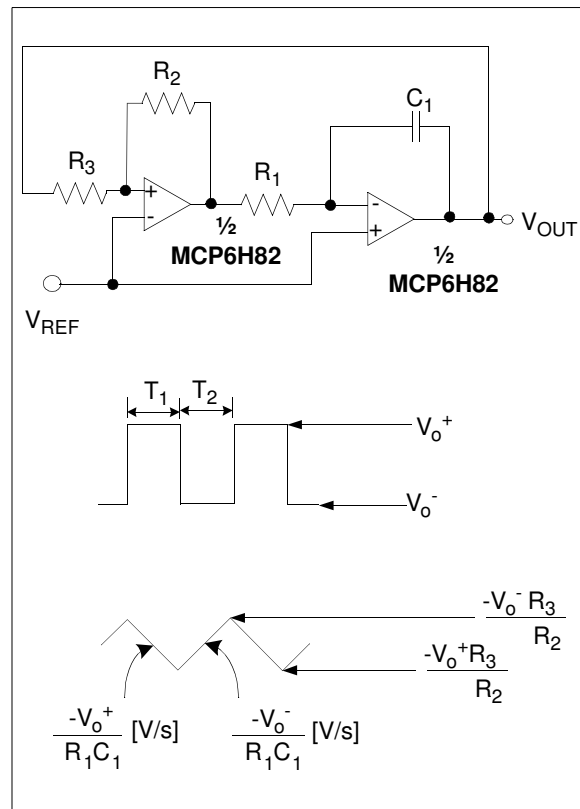 R2
C1
R3
R1
+
-
-
+
½
MCP6H82
½
MCP6H82
VOUT
VREF
T1 T2
Vo+
Vo-
-Vo- R3
R2
-Vo+R3
R2
-Vo+
R1C1
[V/s]
-Vo-
R1C1
[V/s]